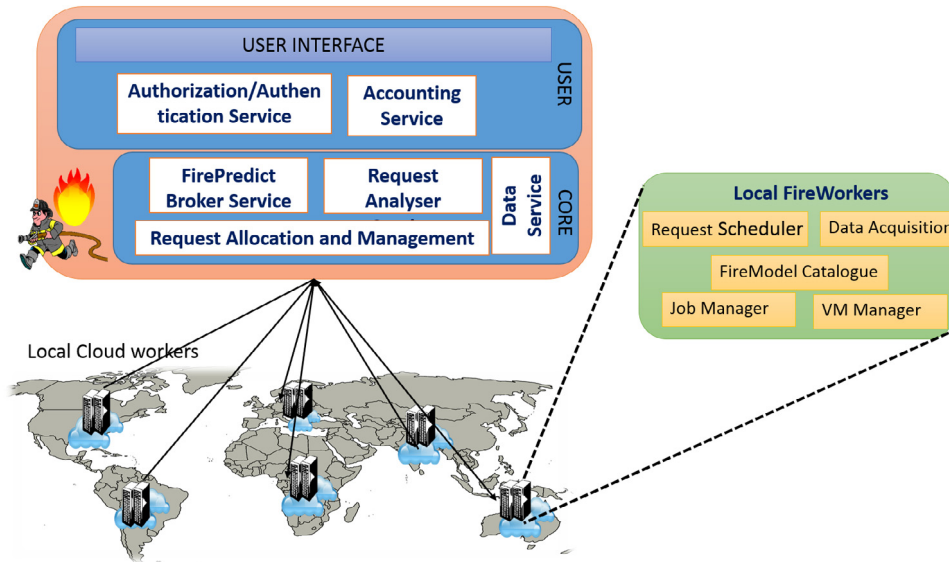 USER INTERFACE
USER
Authorization/Authen
tication Service
Accounting
Service
FirePredict
Broker Service
Request
Analyser
Data
Service
CORE
Request Allocation and Management
Local FireWorkers
Request Scheduler
Data Acquisition
FireModel Catalogue
Job Manager
VM Manager
Local Cloud workers